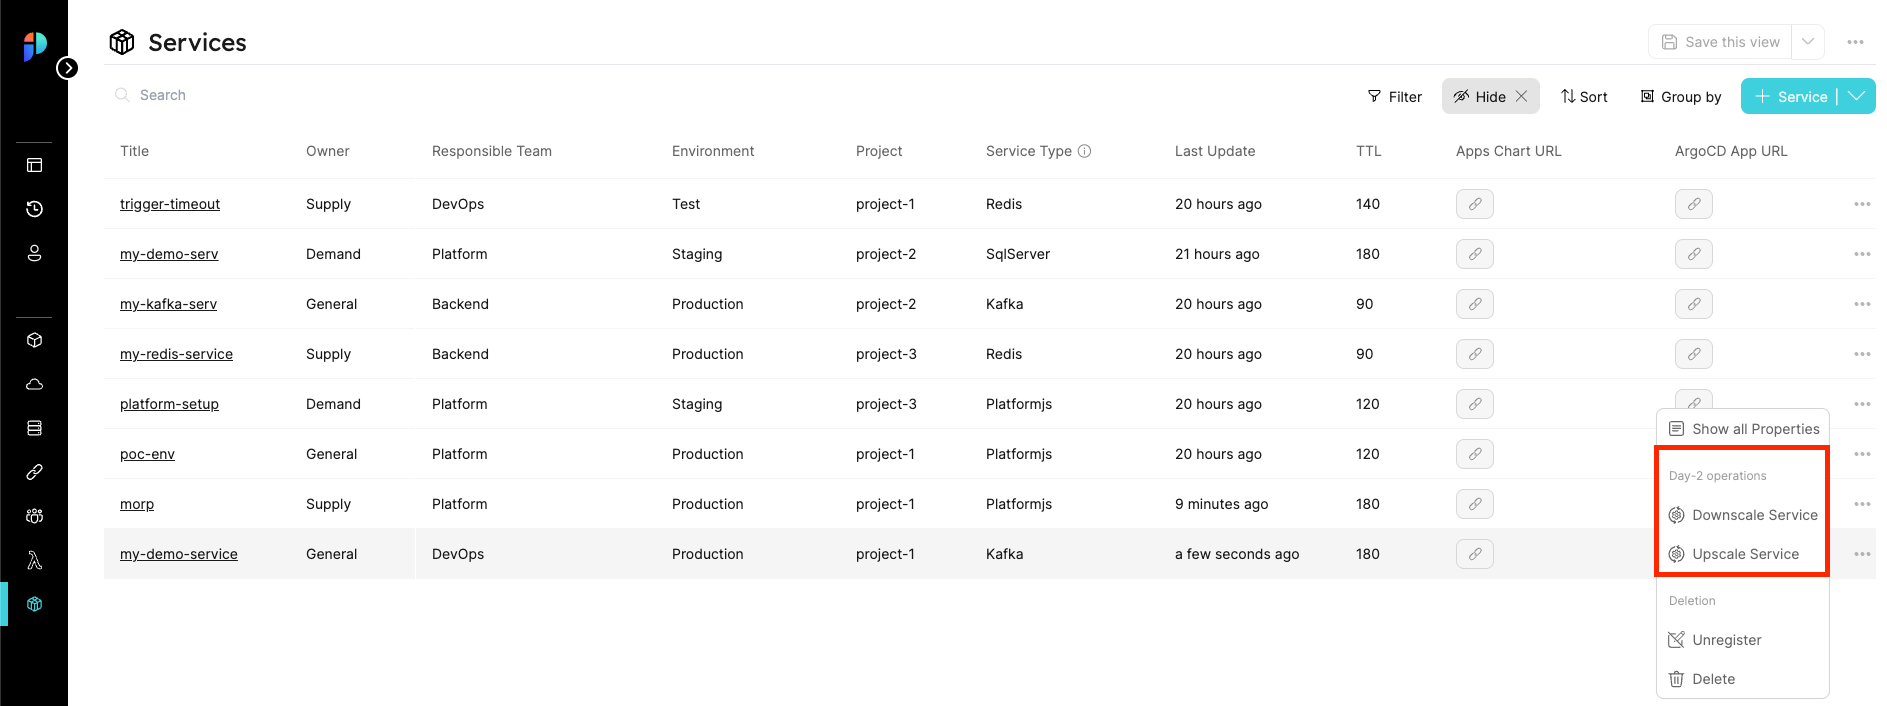 Services
Save this view
Search
Filter Hide Sort Group by + Service |
Title Owner Responsible Team Environment Project Service Type Last Update TTL Apps Chart URL ArgoCD App URL
trigger-timeout Supply DevOps Test project-1 Redis 20 hours ago 140
my-demo-serv Demand Platform Staging project-2 SqlServer 21 hours ago 180
my-kafka-serv General Backend Production project-2 Kafka 20 hours ago 90
my-redis-service Supply Backend Production project-3 Redis 20 hours ago 90
platform-setup Demand Platform Staging project-3 Platformjs 20 hours ago 120
poc-env General Platform Production project-1 Platformjs 20 hours ago 120
morp Supply Platform Production project-1 Platformjs 9 minutes ago 180
my-demo-service General DevOps Production project-1 Kafka a few seconds ago 180
Show all Properties
Day-2 operations
Downscale Service
Upscale Service
Deletion
Unregister
Delete